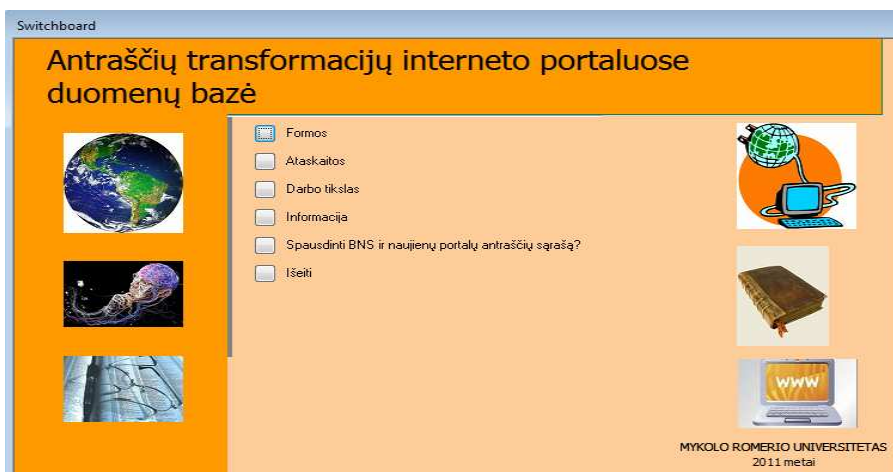 Switchboard
Antraščių transformacijų interneto portaluose
duomenų bazė
Formos
Ataskaitos
Darbo tikslas
Informacija
Spausdinti BNS ir naujienų portalų antraščių sąrašą?
Išeiti
WWW
MYKOLO ROMERIO UNIVERSITETAS
2011 metai